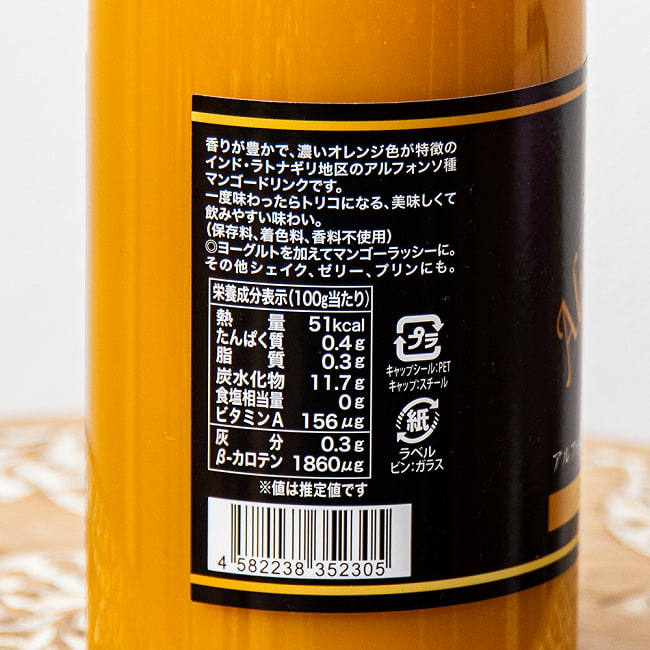 香りが豊かで、濃いオレンジ色が特徴の
インド・ラトナギリ地区のアルフォンソ種
マンゴードリンクです。
一度味わったらトリコになる、美味しくて
飲みやすい味わい。
(保存料、着色料、香料不使用)
◎ヨーグルトを加えてマンゴーラッシーに。
その他シェイク、ゼリー、プリンにも。
栄養成分表示(100g当たり)
熱量 51kcal
たんぱく質 0.4g
脂質 0.3g
炭水化物 11.7g
食塩相当量 0g
ビタミンA 156μg
灰分 0.3g
β-カロテン 1860μg
※値は推定値です
プラ
キャップシール:PET
キャップ:スチール
紙
ラベル
ビン:ガラス
4 582238 352305